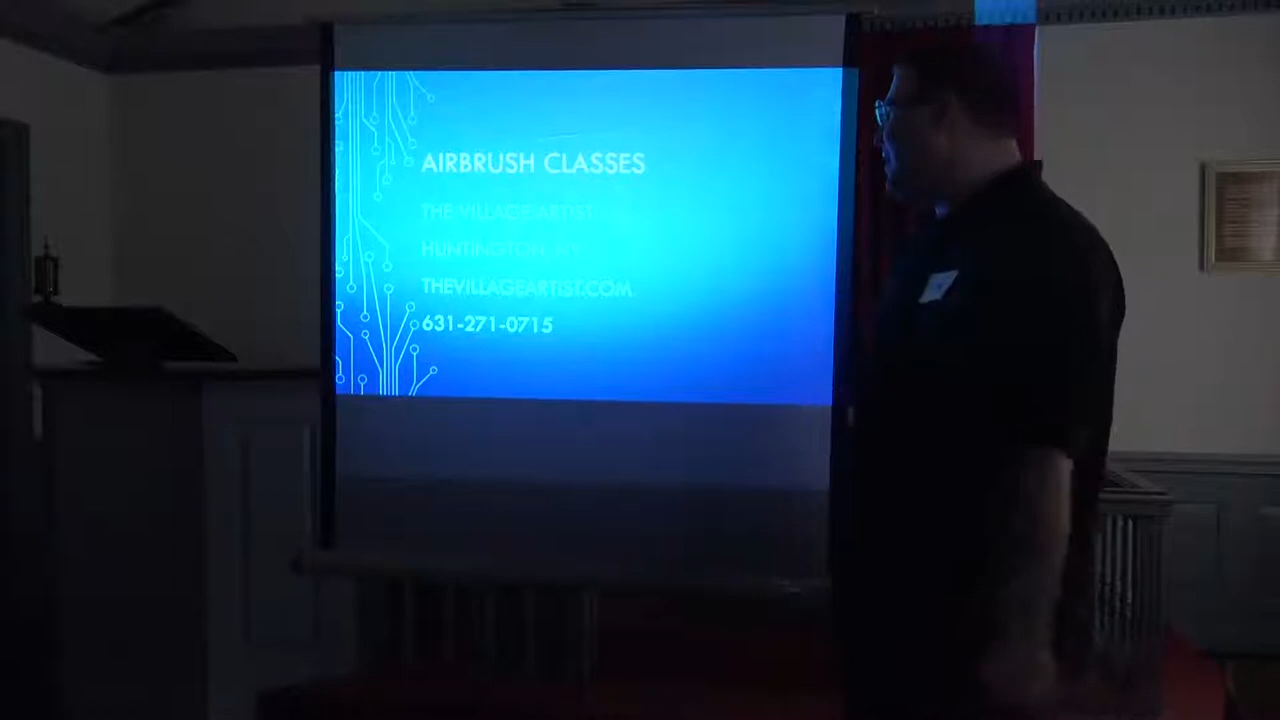 AIRBRUSH CLASSES
THE VILLAGE ARTIST
HUNTINGTON, NY
THEVILLAGEARTIST.COM
631-271-0715